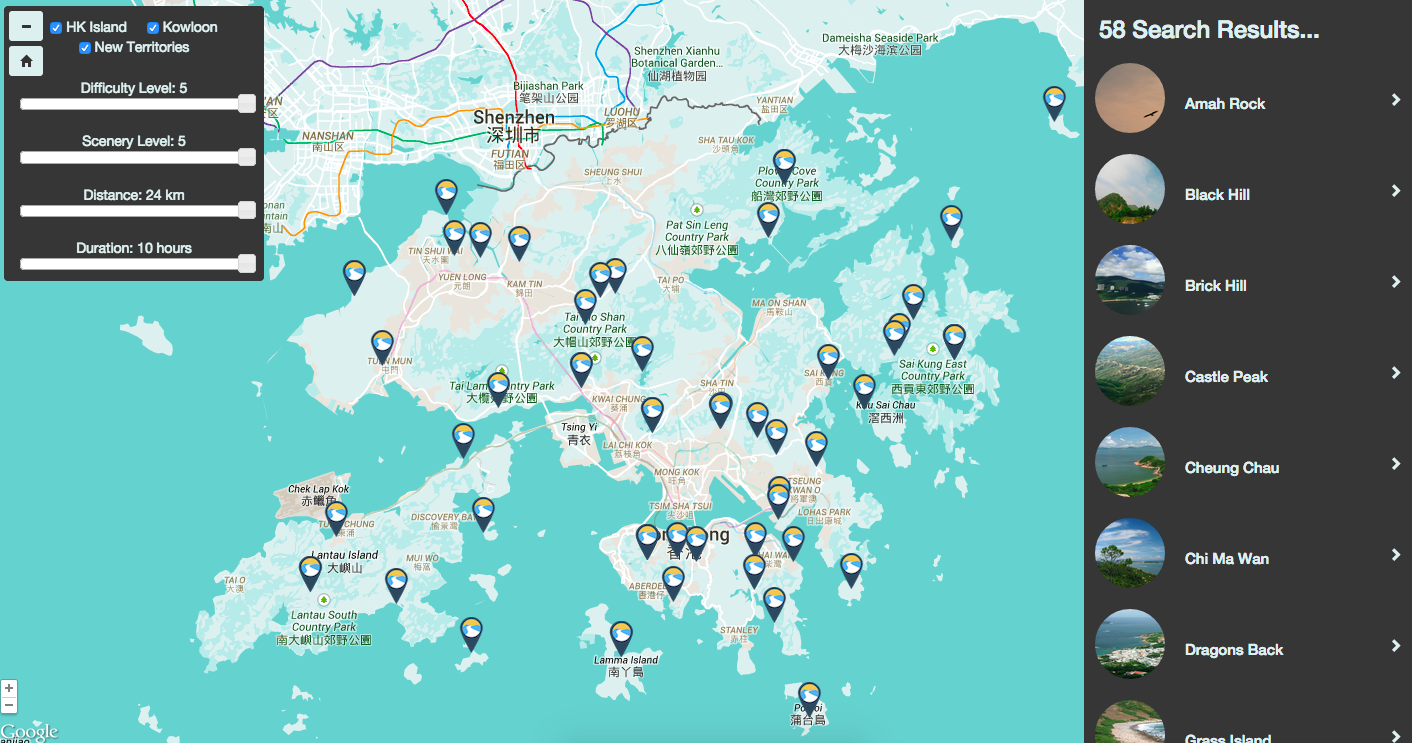 HK Island
Kowloon
New Territories
Difficulty Level: 5
Scenery Level: 5
Distance: 24 km
Duration: 10 hours
58 Search Results...
Amah Rock
Black Hill
Brick Hill
Castle Peak
Cheung Chau
Chi Ma Wan
Dragons Back
Grass Island
Dameisha Seaside Park
大梅沙海滨公园
Shenzhen Xianhu
Botanical Garden...
仙湖植物园
Bijiashan Park
笔架山公园
YANTIAN
盐田区
LUOHU
罗湖区
Shenzhen
深圳市
NANSHAN
南山区
FUTIAN
福田区
南山
SHA TAU KOK
沙頭角
SHEUNG SHUI
上水
Plover Cove
Country Park
船灣郊野公園
Pat Sin Leng
Country Park
八仙嶺郊野公園
TIN SHUI WAI
天水圍
YUEN LONG
元朗
KAM TIN
錦田
TAI PO
大埔
MA ON SHAN
馬鞍山
Tai Mo Shan
Country Park
大帽山郊野公園
TUEN MUN
屯門
Tai Lam Country Park
大欖郊野公園
SHA TIN
沙田
SAI KUNG
西貢
Sai Kung East
Country Park
西貢東郊野公園
Kau Sai Chau
滘西洲
KWAI CHUNG
葵涌
Tsing Yi
青衣
LAI CHI KOK
荔枝角
MONG KOK
旺角
TSEUNG
KWAN O
將軍澳
TSIM SHA TSUI
尖沙咀
LOHAS PARK
日出康城
Chek Lap Kok
赤鱲角
TUNG CHUNG
東涌
DISCOVERY BAY
愉景灣
Hong Kong
香港
Lantau Island
大嶼山
MUI WO
梅窩
TAI O
大澳
ABERDEEN
香港仔
Lantau South
Country Park
南大嶼山郊野公園
STANLEY
赤柱
Lamma Island
南丫島
Po Toi
蒲台島
Google